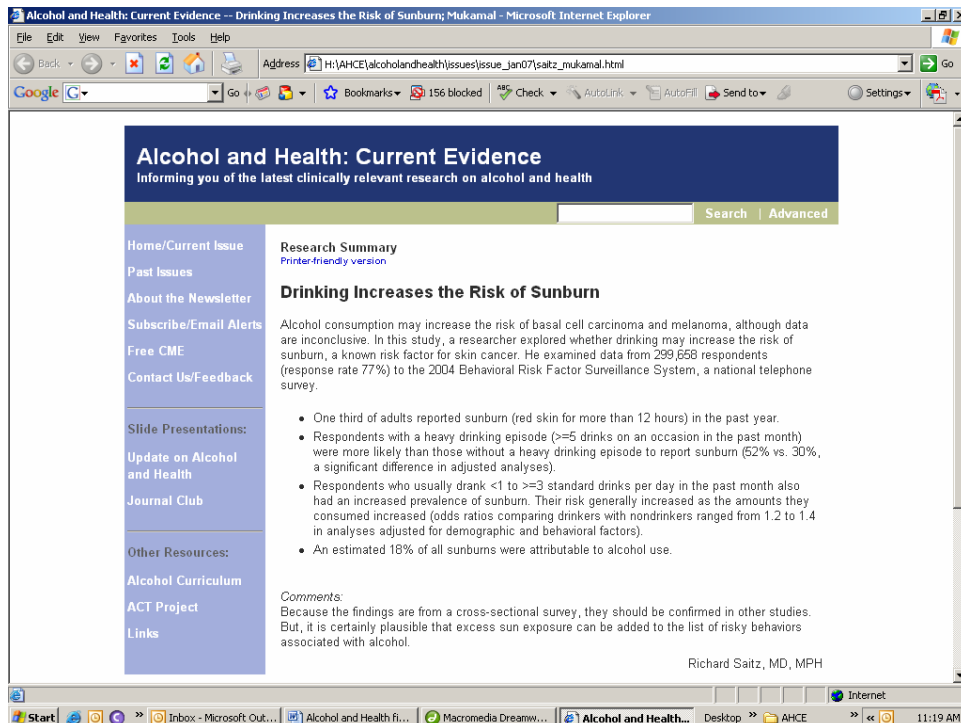 Alcohol and Health: Current Evidence -- Drinking Increases the Risk of Sunburn; Mukamal - Microsoft Internet Explorer
File Edit View Favorites Tools Help
Back Address H:\AHCE\alcoholandhealth\issues\issue_jan07\saitz_mukamal.html Go
Google G Go Bookmarks 156 blocked ABC Check AutoLink AutoFill Send to Settings
Alcohol and Health: Current Evidence
Informing you of the latest clinically relevant research on alcohol and health
Search | Advanced
Home/Current Issue
Past Issues
About the Newsletter
Subscribe/Email Alerts
Free CME
Contact Us/Feedback
Slide Presentations:
Update on Alcohol
and Health
Journal Club
Other Resources:
Alcohol Curriculum
ACT Project
Links
Research Summary
Printer-friendly version
Drinking Increases the Risk of Sunburn
Alcohol consumption may increase the risk of basal cell carcinoma and melanoma, although data
are inconclusive. In this study, a researcher explored whether drinking may increase the risk of
sunburn, a known risk factor for skin cancer. He examined data from 299,658 respondents
(response rate 77%) to the 2004 Behavioral Risk Factor Surveillance System, a national telephone
survey.
• One third of adults reported sunburn (red skin for more than 12 hours) in the past year.
• Respondents with a heavy drinking episode (>=5 drinks on an occasion in the past month)
were more likely than those without a heavy drinking episode to report sunburn (52% vs. 30%,
a significant difference in adjusted analyses).
• Respondents who usually drank <1 to >=3 standard drinks per day in the past month also
had an increased prevalence of sunburn. Their risk generally increased as the amounts they
consumed increased (odds ratios comparing drinkers with nondrinkers ranged from 1.2 to 1.4
in analyses adjusted for demographic and behavioral factors).
• An estimated 18% of all sunburns were attributable to alcohol use.
Comments:
Because the findings are from a cross-sectional survey, they should be confirmed in other studies.
But, it is certainly plausible that excess sun exposure can be added to the list of risky behaviors
associated with alcohol.
Richard Saitz, MD, MPH
Internet
Start » Inbox - Microsoft Out... Alcohol and Health fi... Macromedia Dreamw... Alcohol and Health... Desktop » AHCE » « 11:19 AM